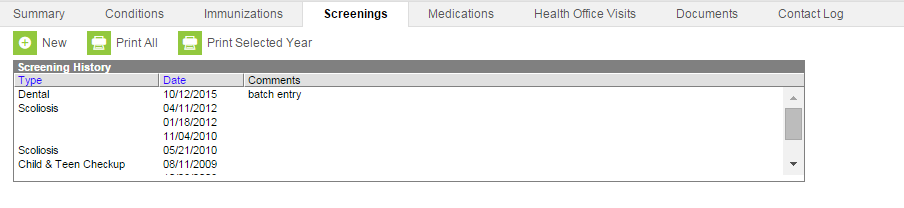 Summary Conditions Immunizations Screenings Medications Health Office Visits Documents Contact Log
New Print All Print Selected Year
Screening History
Type Date Comments
Dental 10/12/2015 batch entry
Scoliosis 04/11/2012
01/18/2012
11/04/2010
Scoliosis 05/21/2010
Child & Teen Checkup 08/11/2009